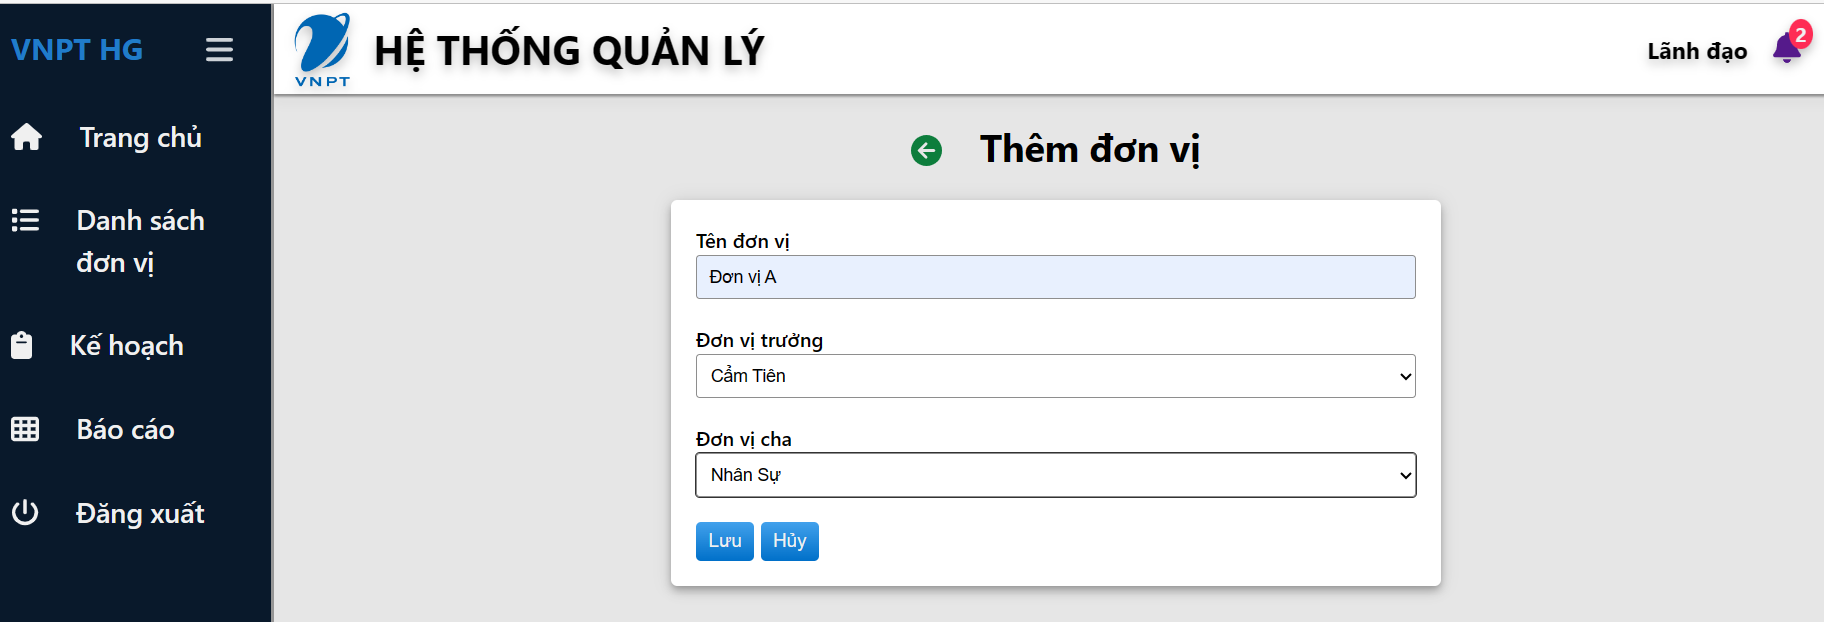 VNPT HG
Trang chủ
Danh sách
đơn vị
Kế hoạch
Báo cáo
Đăng xuất
VNPT
HỆ THỐNG QUẢN LÝ
Lãnh đạo
2
Thêm đơn vị
Tên đơn vị
Đơn vị A
Đơn vị trưởng
Cẩm Tiên
Đơn vị cha
Nhân Sự
Lưu
Hủy